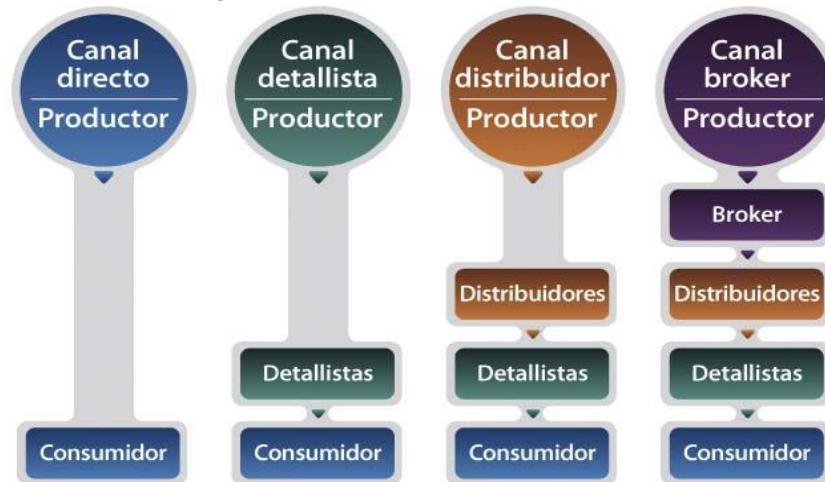 Canal
directo
Productor
Consumidor
Canal
detallista
Productor
Detallistas
Consumidor
Canal
distribuidor
Productor
Distribuidores
Detallistas
Consumidor
Canal
broker
Productor
Broker
Distribuidores
Detallistas
Consumidor